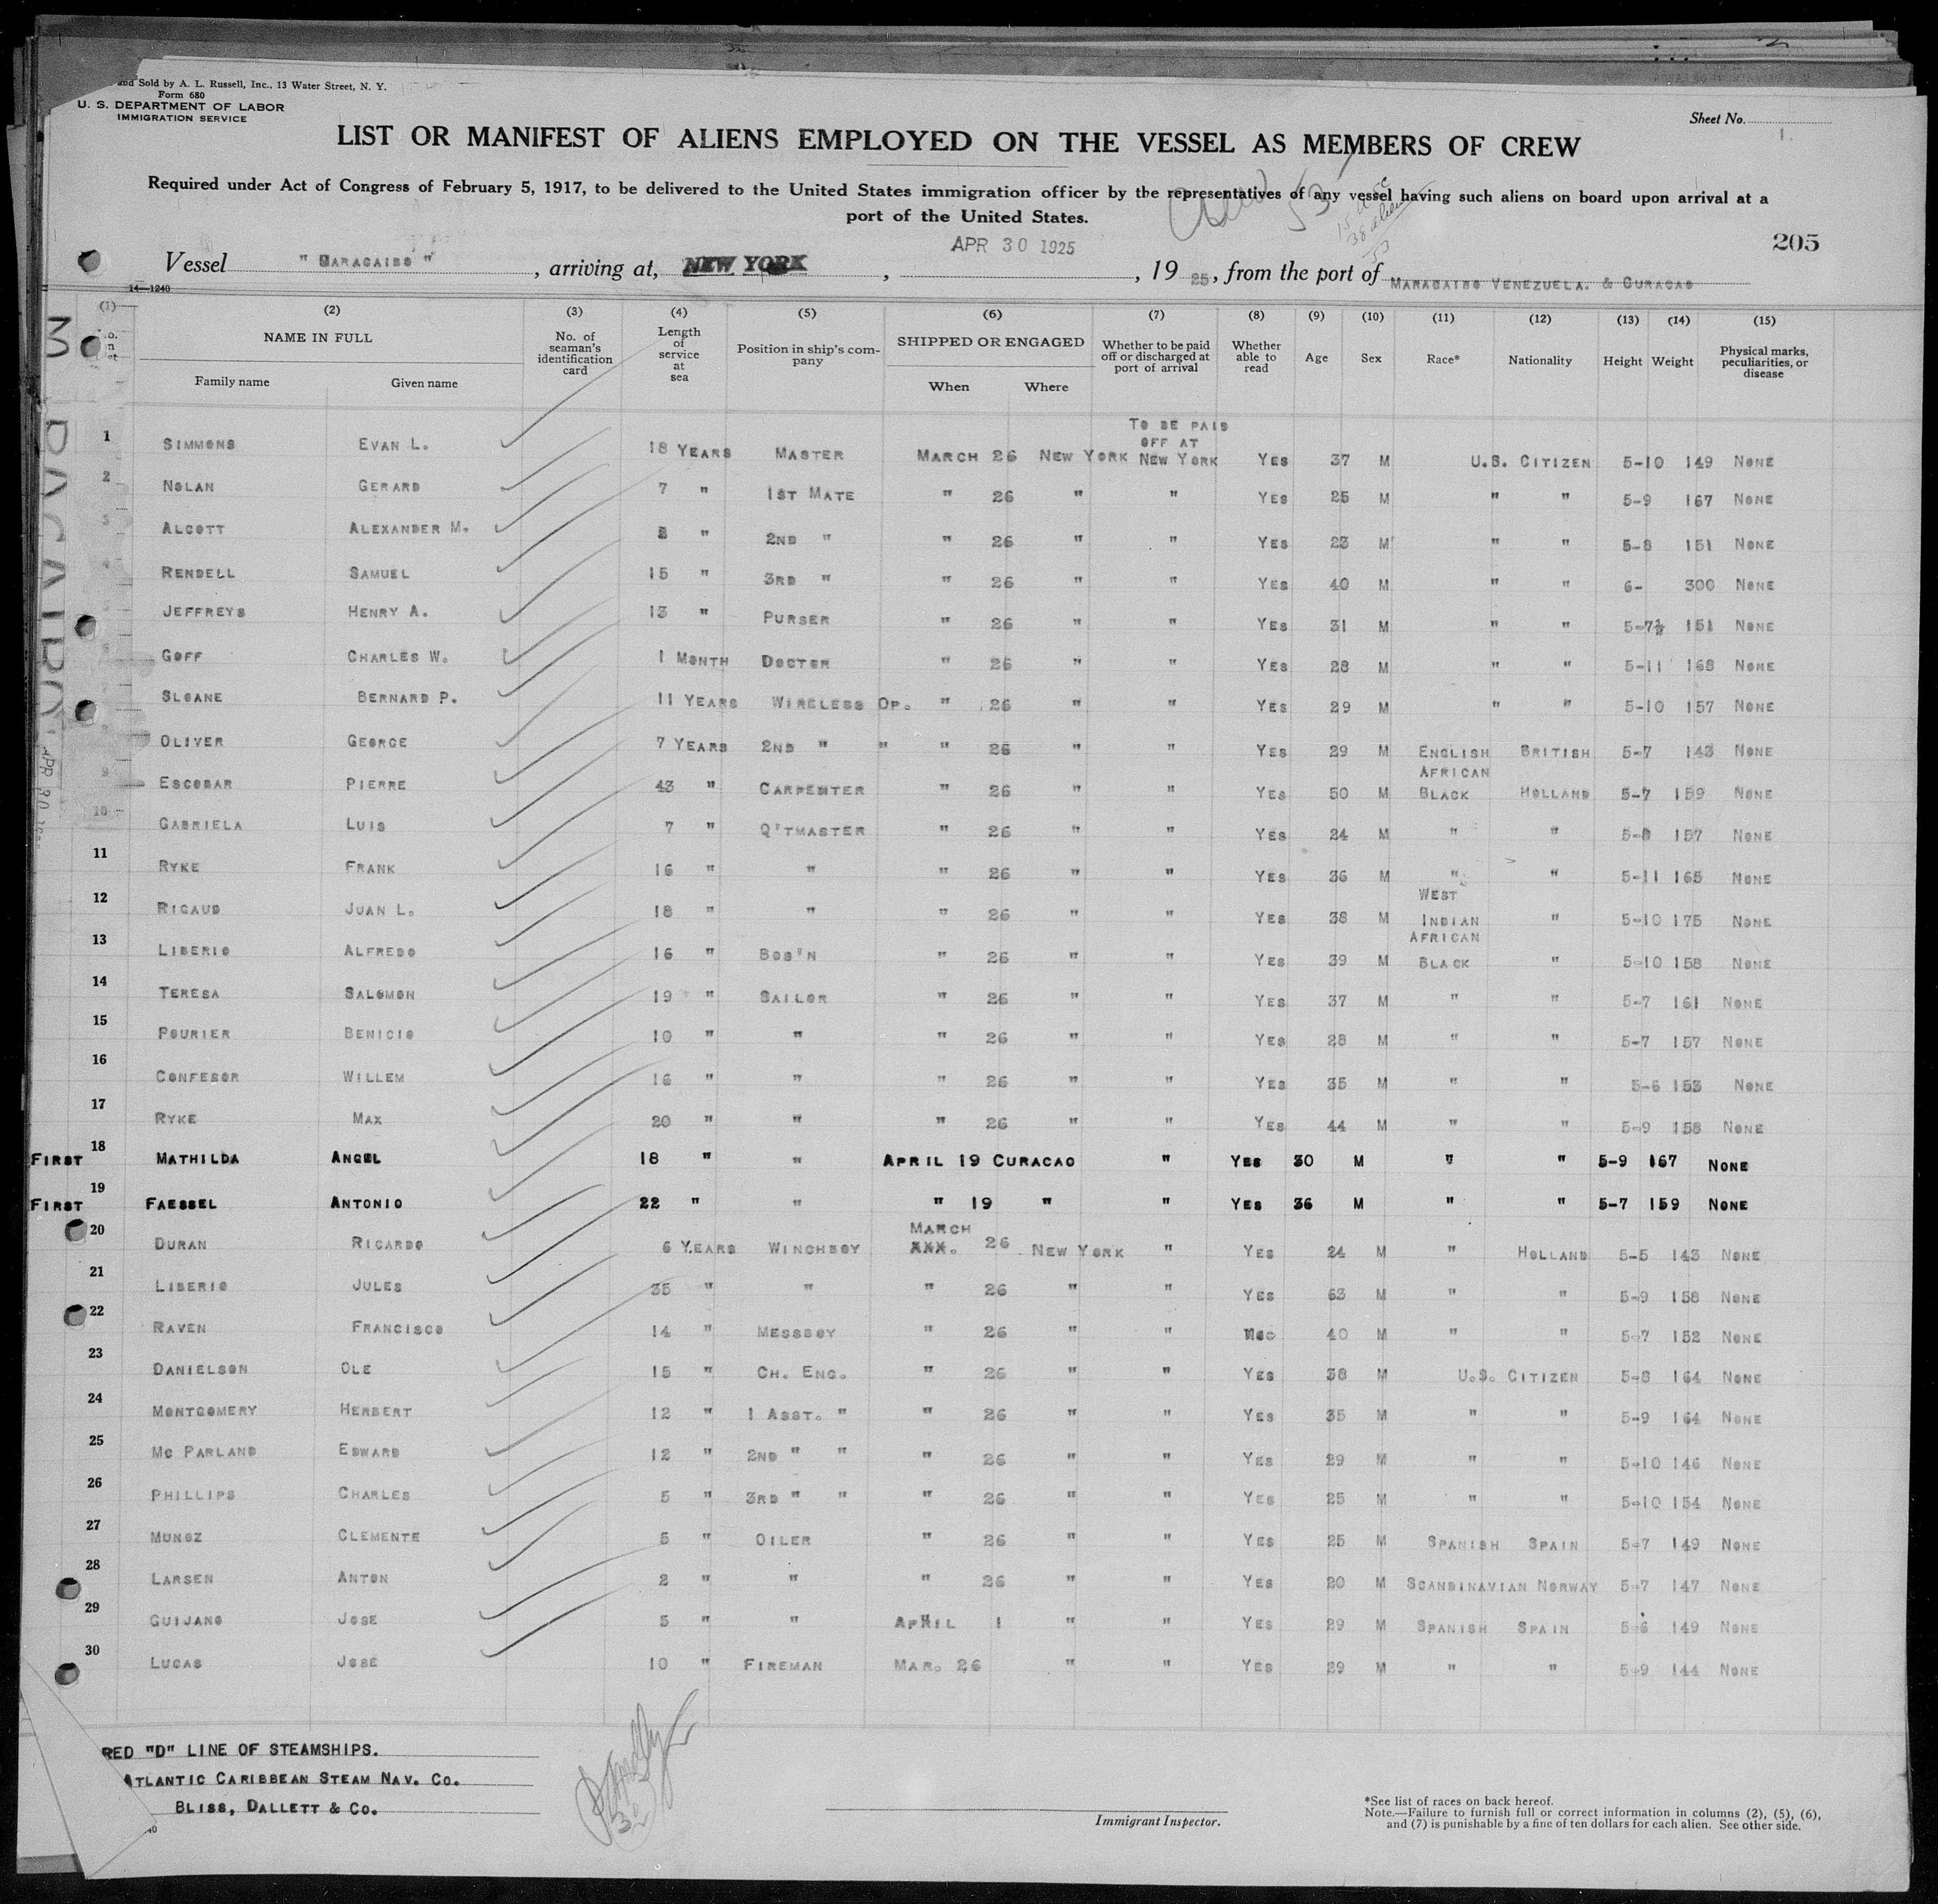 and Sold by A. L. Russell, Inc., 13 Water Street, N. Y.
Form 680
U. S. DEPARTMENT OF LABOR
IMMIGRATION SERVICE
Sheet No. 1.
LIST OR MANIFEST OF ALIENS EMPLOYED ON THE VESSEL AS MEMBERS OF CREW
Required under Act of Congress of February 5, 1917, to be delivered to the United States immigration officer by the representatives of any vessel having such aliens on board upon arrival at a
port of the United States.
53
APR 30 1925
205
Vessel " MARACAIBO ", arriving at, NEW YORK, , 19 25, from the port of MARACAIBO VENEZUELA. & CURACAO
14-1240
(1) (2) (3) (4) (5) (6) (7) (8) (9) (10) (11) (12) (13) (14) (15)
NAME IN FULL
Family name Given name
No. of seaman's identification card
Length of service at sea
Position in ship's company
SHIPPED OR ENGAGED
When Where
Whether to be paid off or discharged at port of arrival
Whether able to read
Age Sex Race* Nationality Height Weight
Physical marks, peculiarities, or disease
TO BE PAID
OFF AT
1 SIMMONS EVAN L. 18 YEARS MASTER MARCH 26 NEW YORK NEW YORK YES 37 M U.S. CITIZEN 5-10 149 NONE
2 NOLAN GERARD 7 " 1ST MATE " 26 " " YES 25 M " " 5-9 167 NONE
3 ALCOTT ALEXANDER M. " 2ND " " 26 " " YES 23 M " " 5-8 151 NONE
4 RENDELL SAMUEL 15 " 3RD " " 26 " " YES 40 M " " 6- 300 NONE
5 JEFFREYS HENRY A. 13 " PURSER " 26 " " YES 31 M " " 5-7½ 151 NONE
6 GOFF CHARLES W. 1 MONTH DOCTOR " 26 " " YES 28 M " " 5-11 168 NONE
7 SLOANE BERNARD P. 11 YEARS WIRELESS OP. " 26 " " YES 29 M " " 5-10 157 NONE
8 OLIVER GEORGE 7 YEARS 2ND " " " 26 " " YES 29 M ENGLISH BRITISH 5-7 143 NONE
AFRICAN
9 ESCOBAR PIERRE 43 " CARPENTER " 26 " " YES 50 M BLACK HOLLAND 5-7 159 NONE
10 GABRIELA LUIS 7 " Q'TMASTER " 26 " " YES 24 M " " 5-8 157 NONE
11 RYKE FRANK 16 " " " 26 " " YES 36 M " " 5-11 165 NONE
WEST
12 RIGAUD JUAN L. 18 " " " 26 " " YES 38 M INDIAN " 5-10 175 NONE
AFRICAN
13 LIBERIO ALFREDO 16 " BOS'N " 26 " " YES 39 M BLACK " 5-10 158 NONE
14 TERESA SALOMON 19 " SAILOR " 26 " " YES 37 M " " 5-7 161 NONE
15 POURIER BENICIO 10 " " " 26 " " YES 28 M " " 5-7 157 NONE
16 CONFESOR WILLEM 16 " " " 26 " " YES 35 M " " 5-6 153 NONE
17 RYKE MAX 20 " " " 26 " " YES 44 M " " 5-9 158 NONE
FIRST 18 MATHILDA ANGEL 18 " " APRIL 19 CURACAO " YES 30 M " " 5-9 167 NONE
FIRST 19 FAESSEL ANTONIO 22 " " " 19 " " YES 36 M " " 5-7 159 NONE
MARCH
20 DURAN RICARDO 6 YEARS WINCHBOY XXX. 26 NEW YORK " YES 24 M " HOLLAND 5-5 143 NONE
21 LIBERIO JULES 35 " " " 26 " " YES 63 M " " 5-9 158 NONE
22 RAVEN FRANCISCO 14 " MESSBOY " 26 " " 40 M " " 5-7 152 NONE
23 DANIELSON OLE 15 " CH. ENG. " 26 " " YES 38 M U.S. CITIZEN 5-8 164 NONE
24 MONTGOMERY HERBERT 12 " 1 ASST. " " 26 " " YES 35 M " " 5-9 164 NONE
25 MC PARLAND EDWARD 12 " 2ND " " " 26 " " YES 29 M " " 5-10 146 NONE
26 PHILLIPS CHARLES 5 " 3RD " " " 26 " " YES 25 M " " 5-10 154 NONE
27 MUNOZ CLEMENTE 5 " OILER " 26 " " YES 25 M SPANISH SPAIN 5-7 149 NONE
28 LARSEN ANTON 2 " " " 26 " " YES 20 M SCANDINAVIAN NORWAY 5-7 147 NONE
29 GUIJANO JOSE 5 " " APRIL 1 " " YES 29 M SPANISH SPAIN 5-6 149 NONE
30 LUCAS JOSE 10 " FIREMAN MAR. 26 " " YES 29 M " " 5-9 144 NONE
RED "D" LINE OF STEAMSHIPS.
ATLANTIC CARIBBEAN STEAM NAV. CO.
BLISS, DALLETT & CO.
Immigrant Inspector.
*See list of races on back hereof.
Note.—Failure to furnish full or correct information in columns (2), (5), (6),
and (7) is punishable by a fine of ten dollars for each alien. See other side.